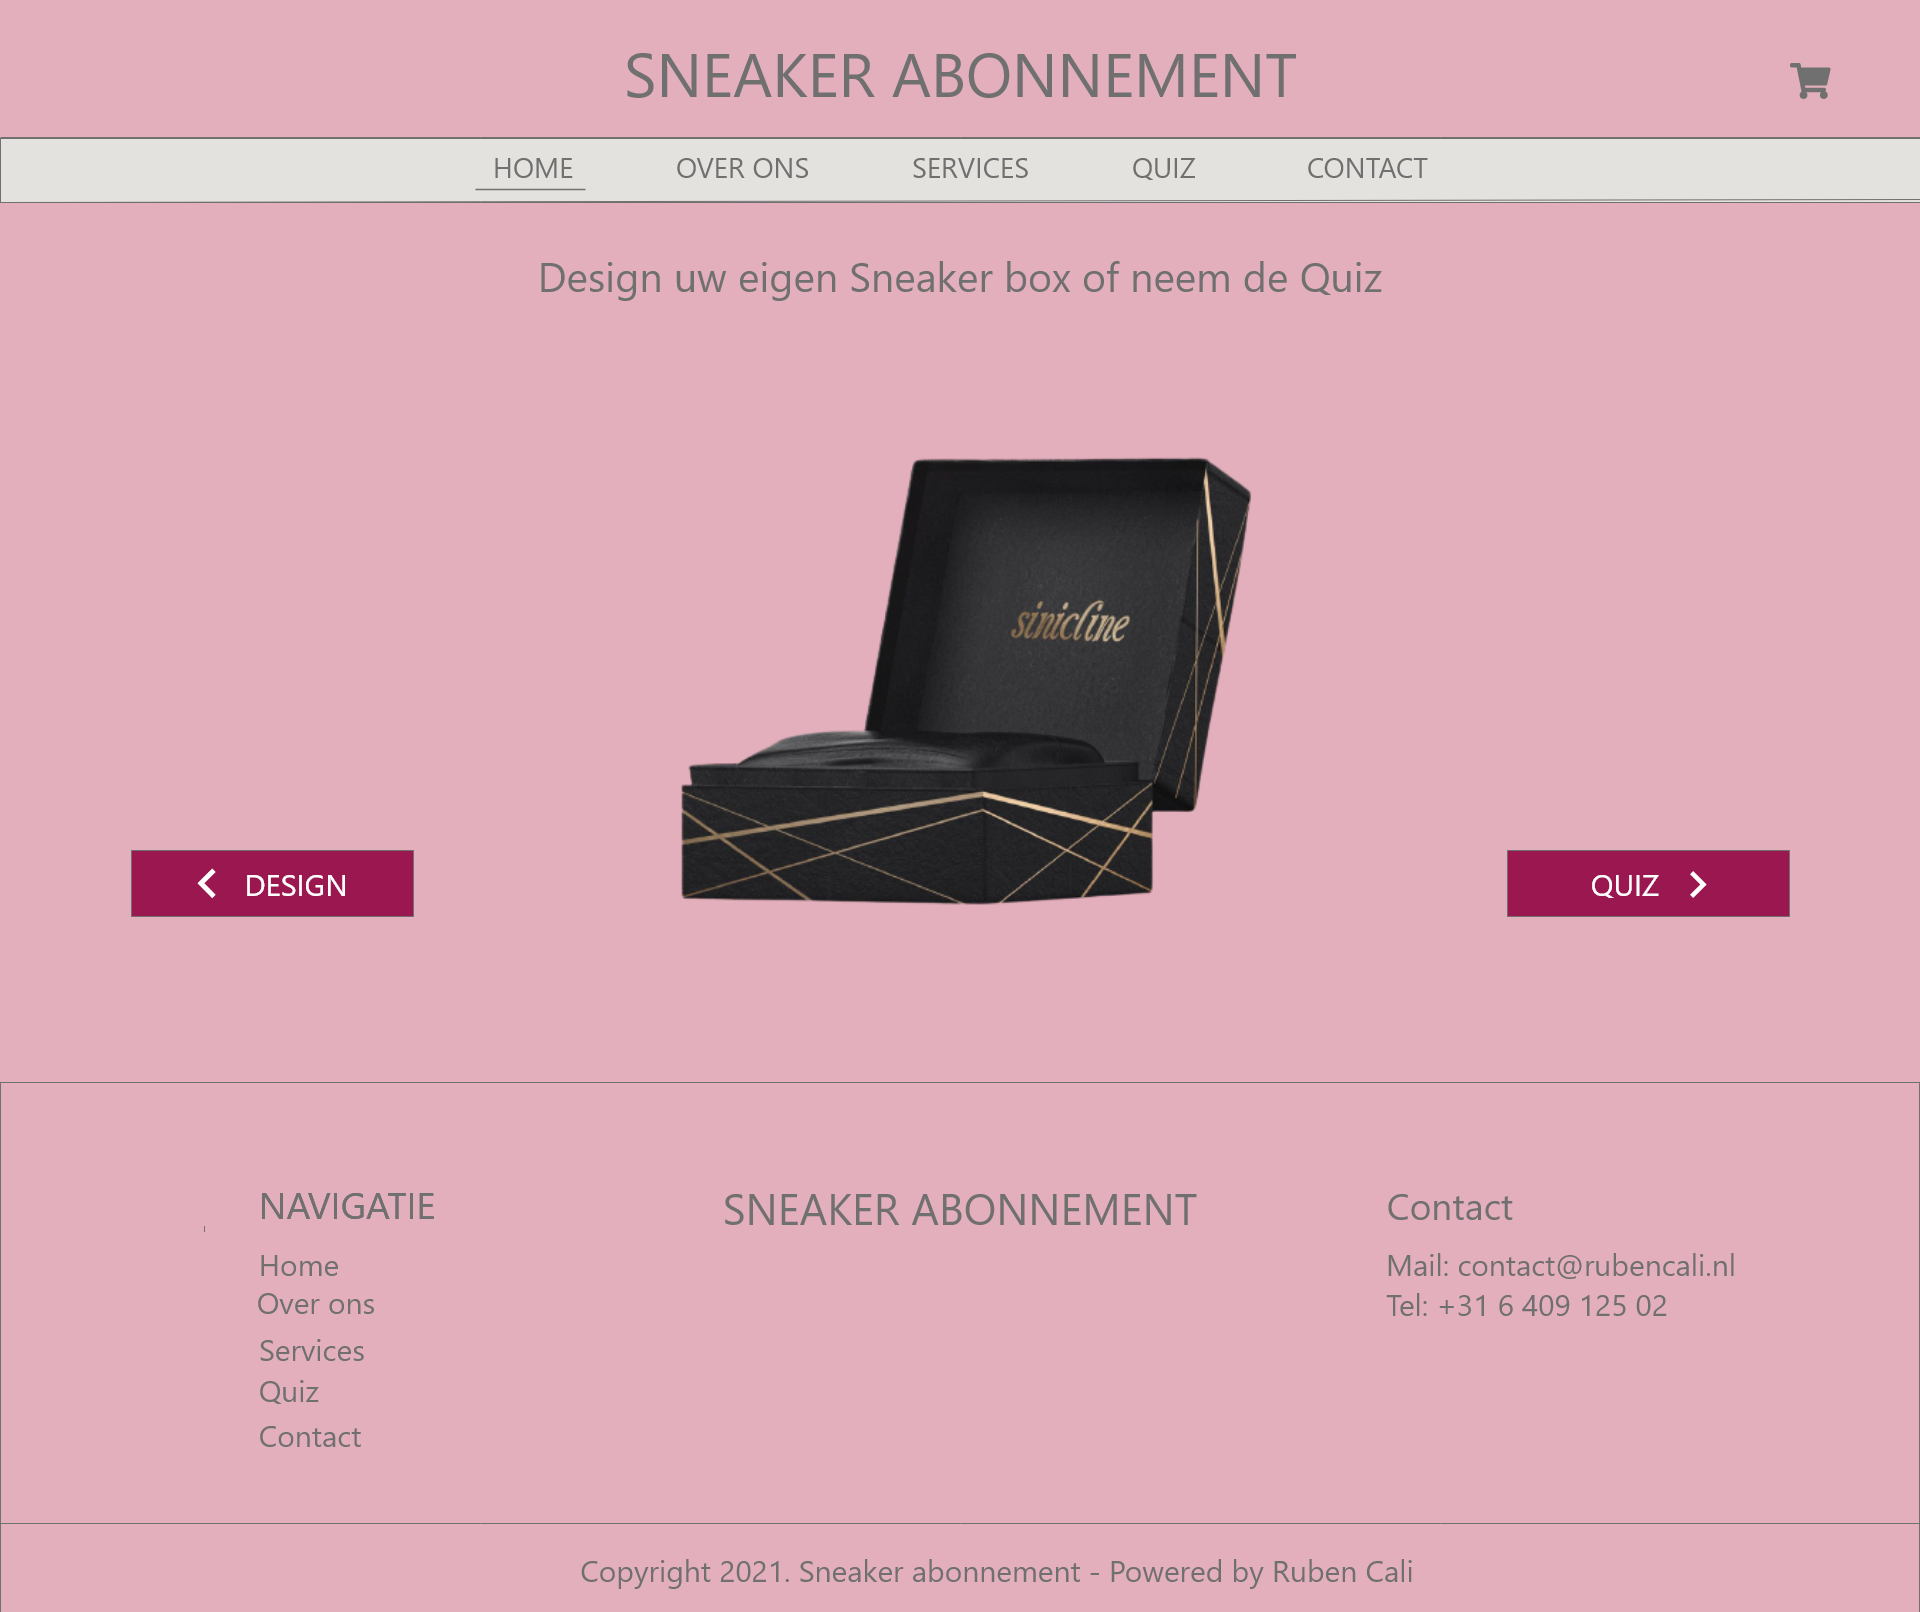 SNEAKER ABONNEMENT
HOME OVER ONS SERVICES QUIZ CONTACT
Design uw eigen Sneaker box of neem de Quiz
sinicline
DESIGN
QUIZ
NAVIGATIE
Home
Over ons
Services
Quiz
Contact
SNEAKER ABONNEMENT
Contact
Mail: contact@rubencali.nl
Tel: +31 6 409 125 02
Copyright 2021. Sneaker abonnement - Powered by Ruben Cali